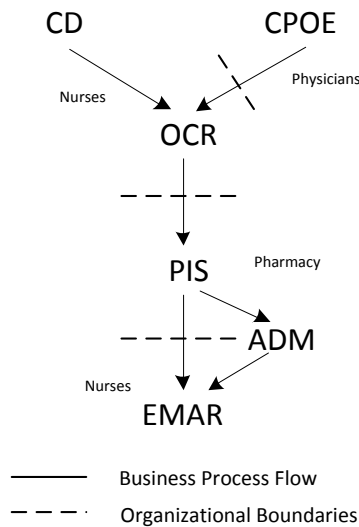 CD
CPOE
Nurses
Physicians
OCR
PIS
Pharmacy
ADM
Nurses
EMAR
Business Process Flow
Organizational Boundaries